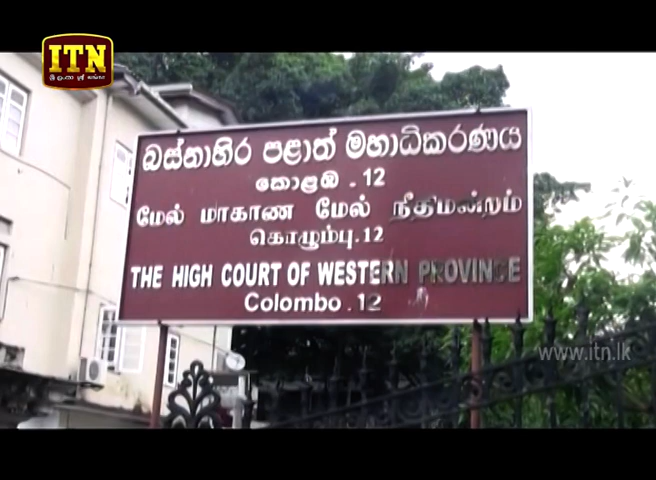 ITN
ශ්‍රී ලංකා ஸ்ரீ லங்கா
බස්නාහිර පළාත් මහාධිකරණය
කොළඹ - 12
மேல் மாகாண மேல் நீதிமன்றம்
கொழும்பு.12
THE HIGH COURT OF WESTERN PROVINCE
Colombo . 12
www.itn.lk